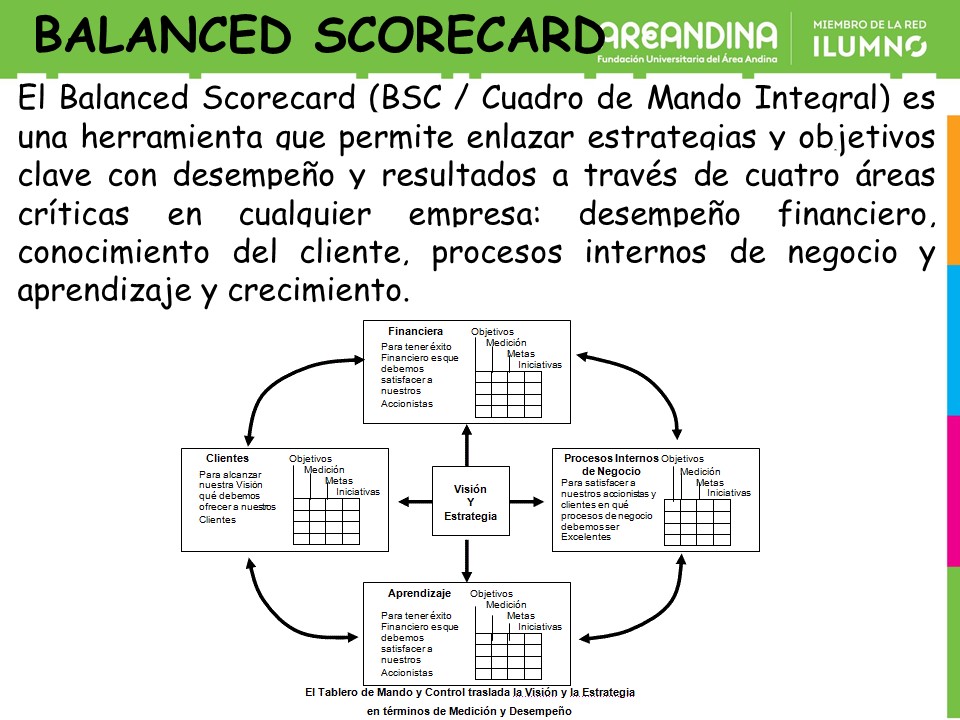 BALANCED SCORECARD
AREANDINA
Fundación Universitaria del Área Andina
MIEMBRO DE LA RED
ILUMNO
El Balanced Scorecard (BSC / Cuadro de Mando Integral) es
una herramienta que permite enlazar estrategias y objetivos
clave con desempeño y resultados a través de cuatro áreas
críticas en cualquier empresa: desempeño financiero,
conocimiento del cliente, procesos internos de negocio y
aprendizaje y crecimiento.
Financiera
Para tener éxito
Financiero es que
debemos
satisfacer a
nuestros
Accionistas
Objetivos
Medición
Metas
Iniciativas
Clientes
Para alcanzar
nuestra Visión
qué debemos
ofrecer a nuestros
Clientes
Objetivos
Medición
Metas
Iniciativas
Visión
Y
Estrategia
Procesos Internos
de Negocio
Para satisfacer a
nuestros accionistas y
clientes en qué
procesos de negocio
debemos ser
Excelentes
Objetivos
Medición
Metas
Iniciativas
Aprendizaje
Para tener éxito
Financiero es que
debemos
satisfacer a
nuestros
Accionistas
Objetivos
Medición
Metas
Iniciativas
El Tablero de Mando y Control traslada la Visión y la Estrategia
en términos de Medición y Desempeño